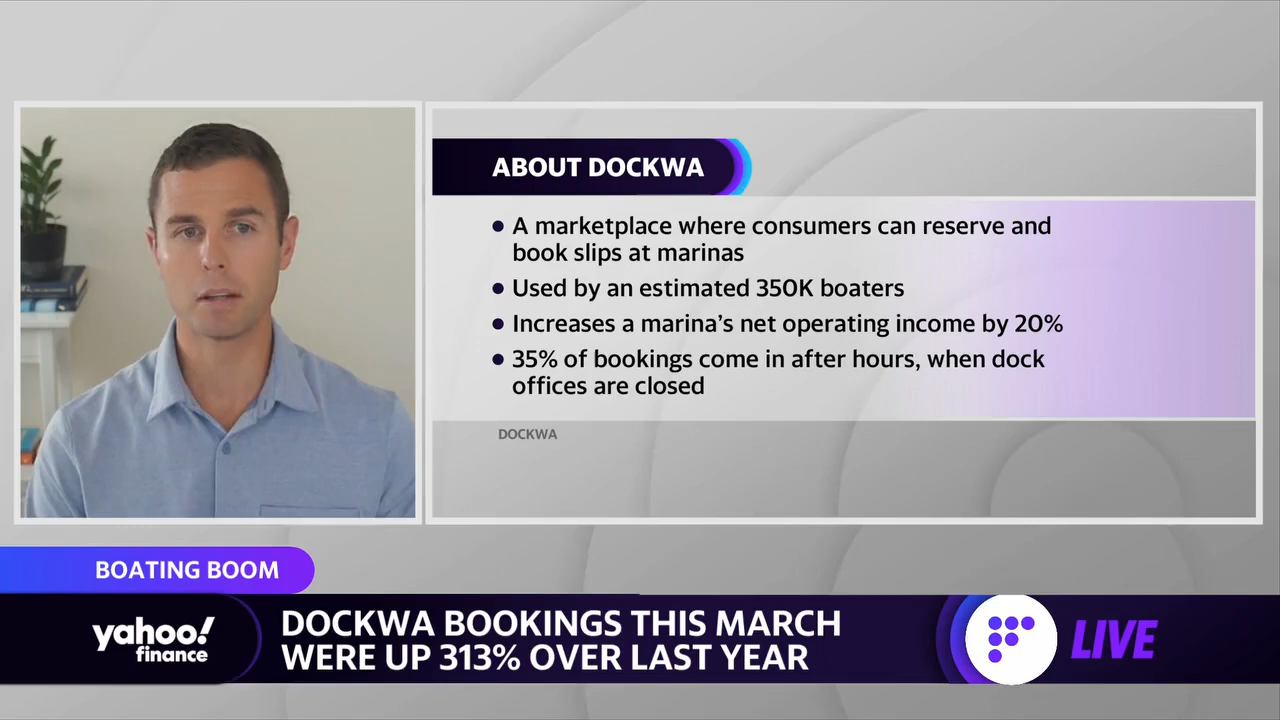 ABOUT DOCKWA
• A marketplace where consumers can reserve and
book slips at marinas
• Used by an estimated 350K boaters
• Increases a marina's net operating income by 20%
• 35% of bookings come in after hours, when dock
offices are closed
DOCKWA
BOATING BOOM
yahoo!
finance
DOCKWA BOOKINGS THIS MARCH
WERE UP 313% OVER LAST YEAR
LIVE